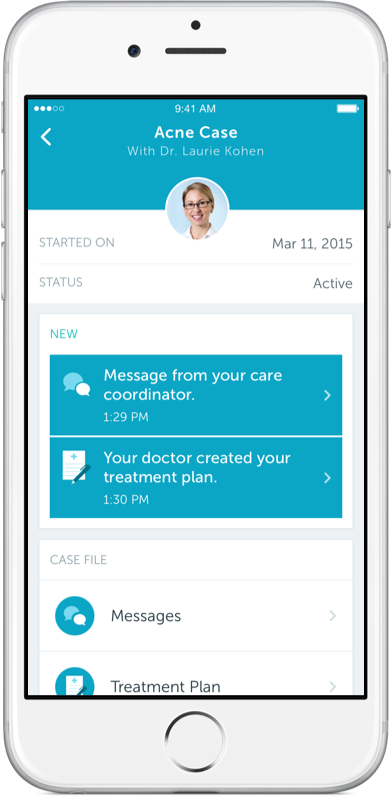 9:41 AM
Acne Case
With Dr. Laurie Kohen
STARTED ON
Mar 11, 2015
STATUS
Active
NEW
Message from your care
coordinator.
1:29 PM
Your doctor created your
treatment plan.
1:30 PM
CASE FILE
Messages
Treatment Plan